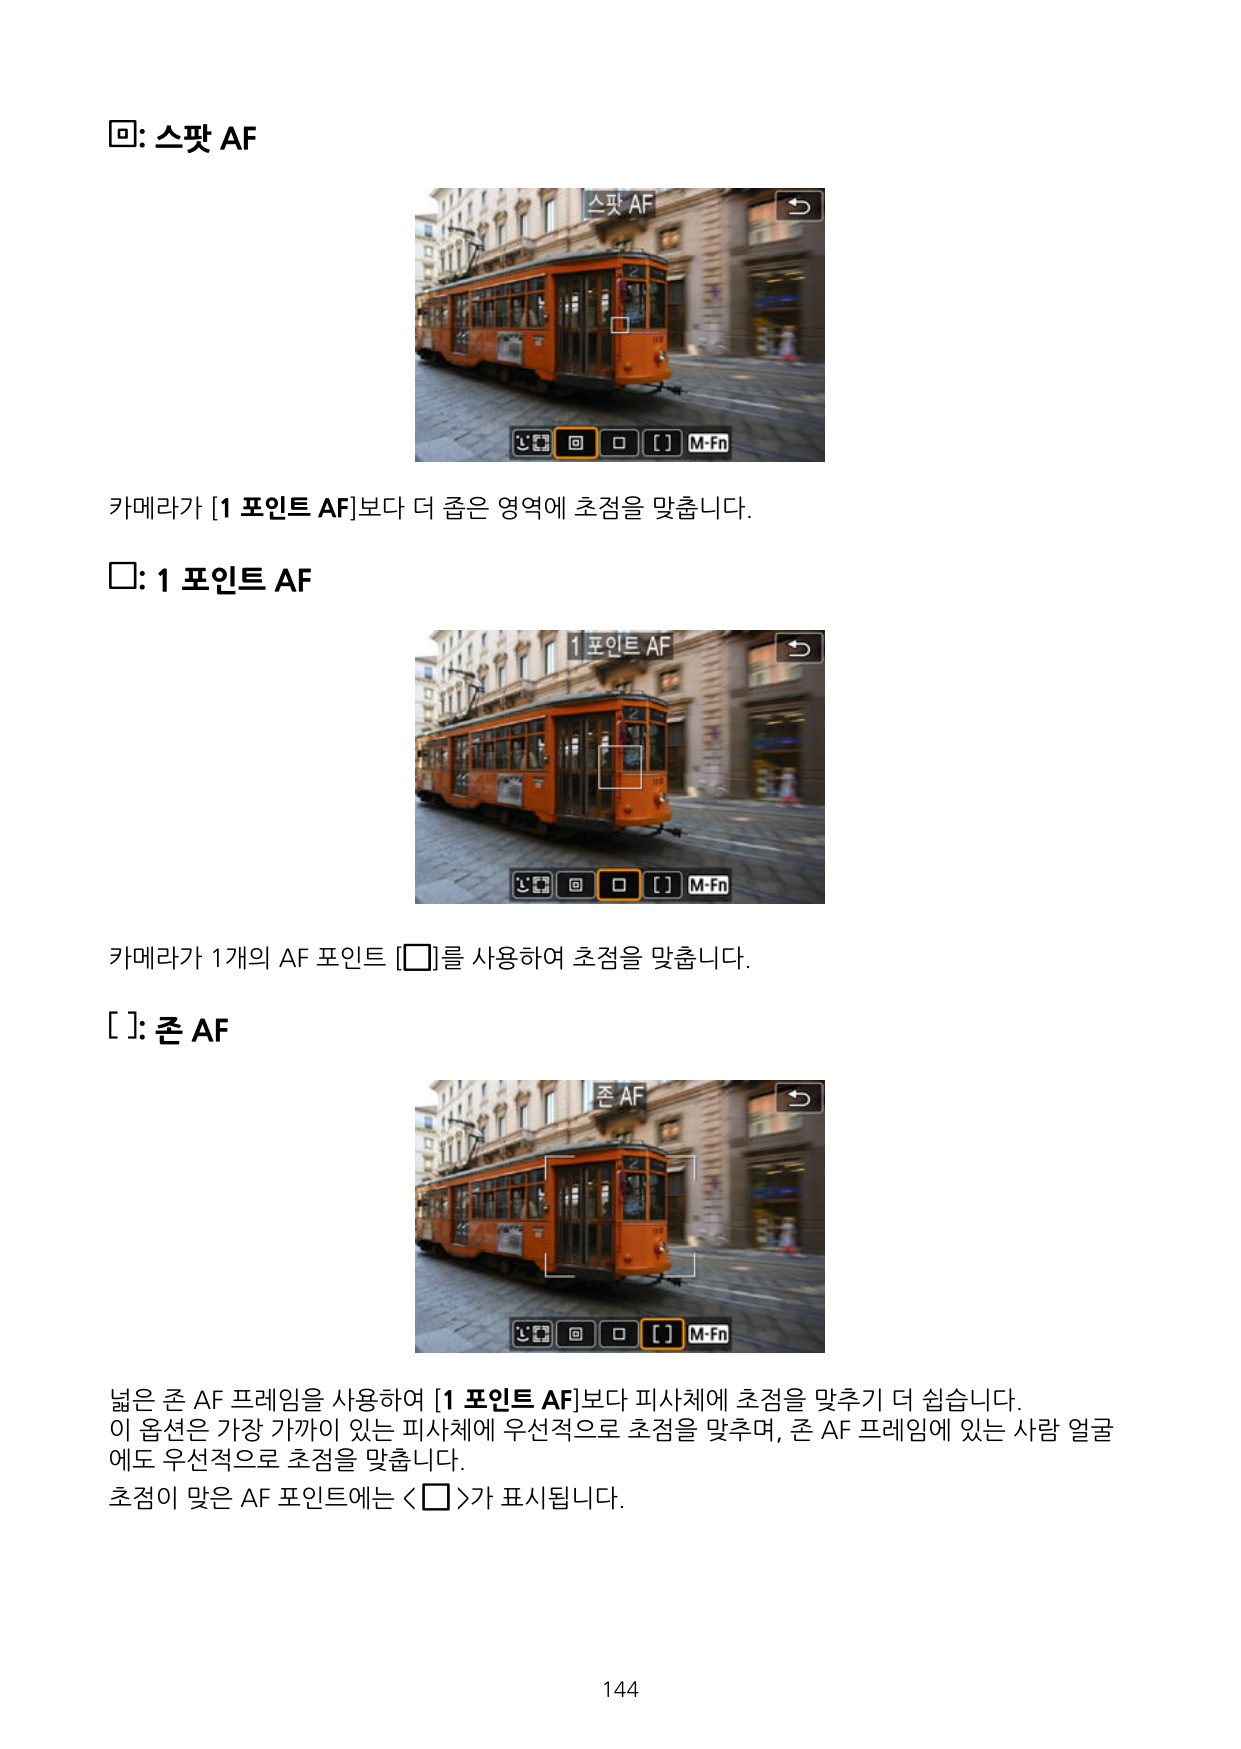 : 스팟 AF
스팟 AF
2
M-Fn
카메라가 [1 포인트 AF]보다 더 좁은 영역에 초점을 맞춥니다.
: 1 포인트 AF
1 포인트 AF
2
M-Fn
카메라가 1개의 AF 포인트 [□]를 사용하여 초점을 맞춥니다.
[ ]: 존 AF
존 AF
2
[ ] M-Fn
넓은 존 AF 프레임을 사용하여 [1 포인트 AF]보다 피사체에 초점을 맞추기 더 쉽습니다.
이 옵션은 가장 가까이 있는 피사체에 우선적으로 초점을 맞추며, 존 AF 프레임에 있는 사람 얼굴
에도 우선적으로 초점을 맞춥니다.
초점이 맞은 AF 포인트에는 <□>가 표시됩니다.
144